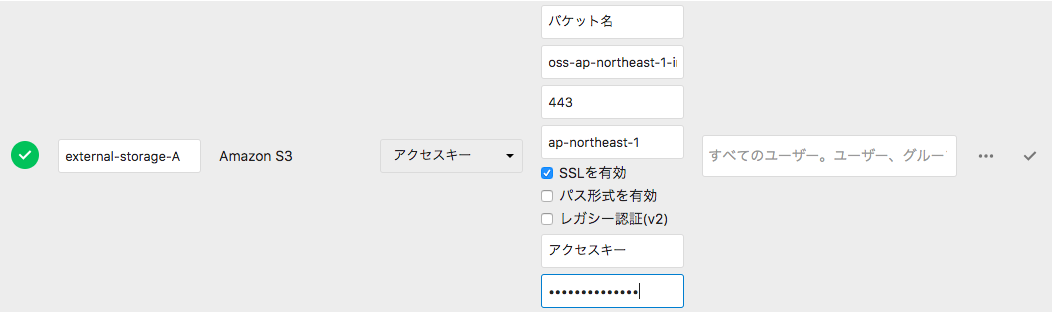 バケット名
oss-ap-northeast-1-i
443
external-storage-A
Amazon S3
アクセスキー
ap-northeast-1
すべてのユーザー。ユーザー、グルー
SSLを有効
パス形式を有効
レガシー認証(v2)
アクセスキー
••••••••••••••